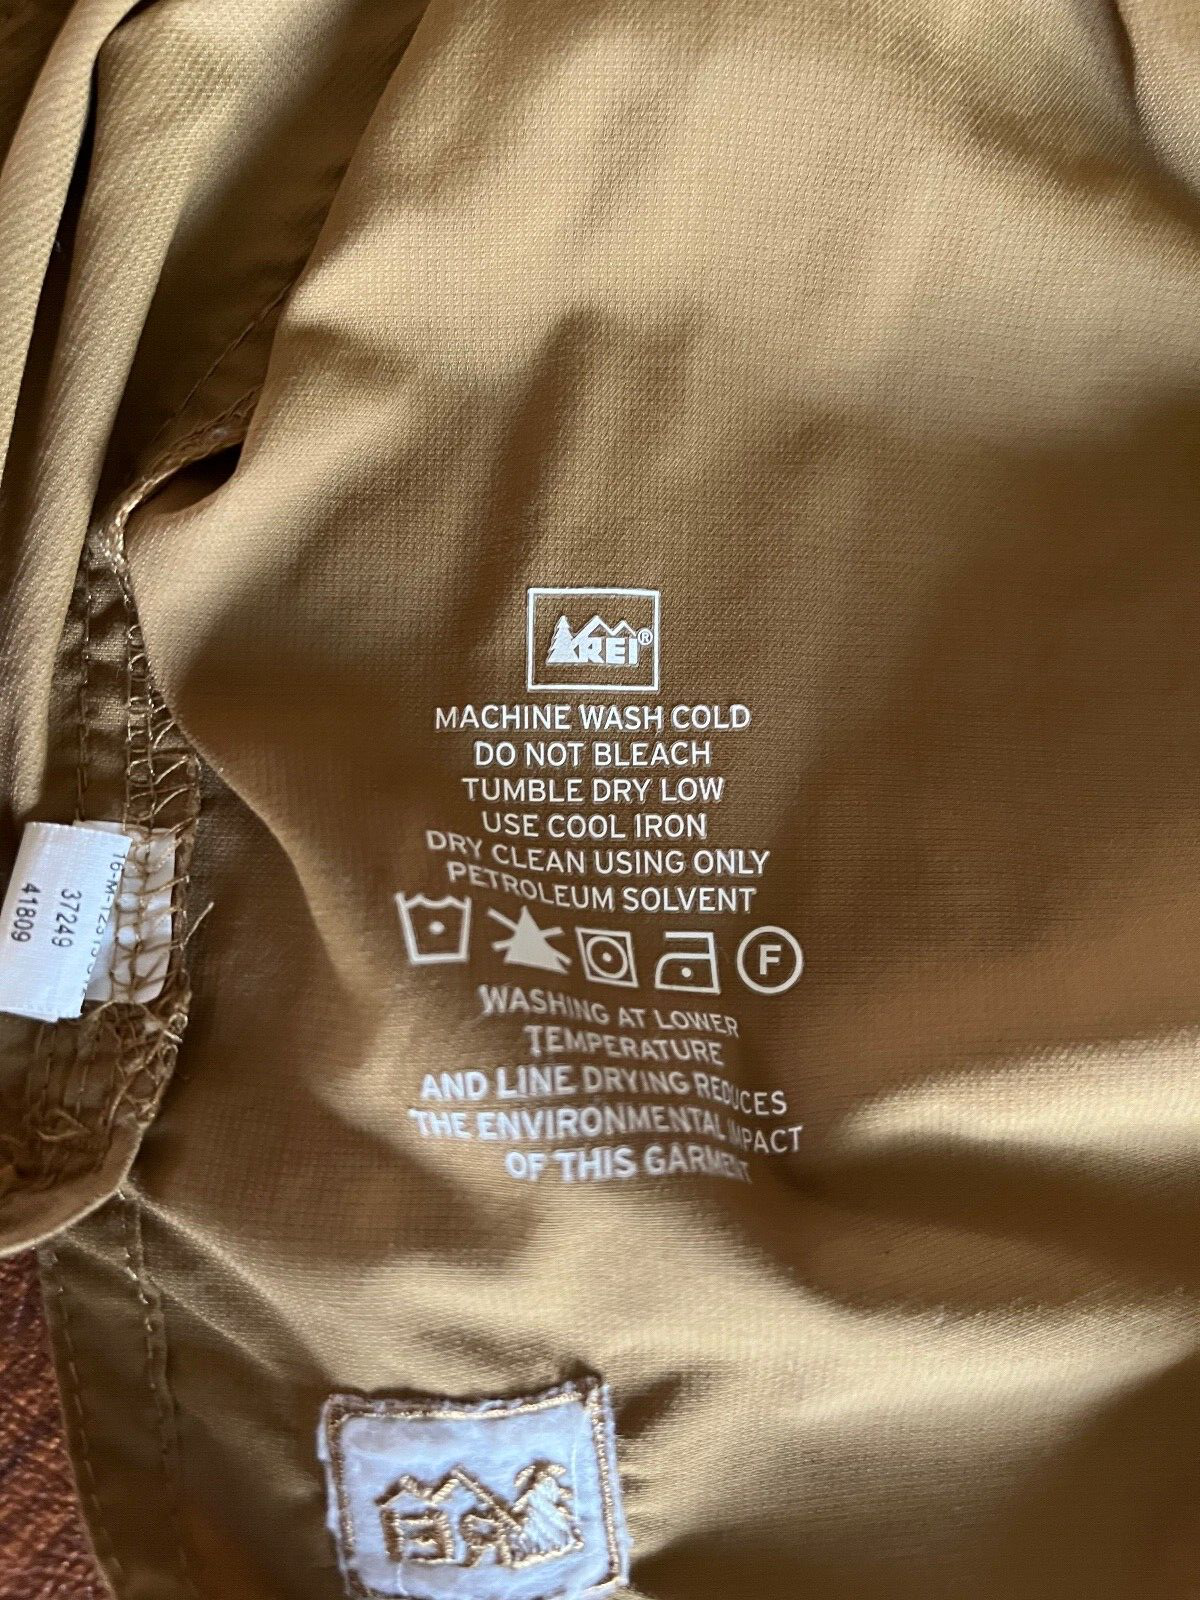 REI®
MACHINE WASH COLD
DO NOT BLEACH
TUMBLE DRY LOW
USE COOL IRON
DRY CLEAN USING ONLY
PETROLEUM SOLVENT
F
WASHING AT LOWER
TEMPERATURE
AND LINE DRYING REDUCES
THE ENVIRONMENTAL IMPACT
OF THIS GARMENT
37249
41809
REI